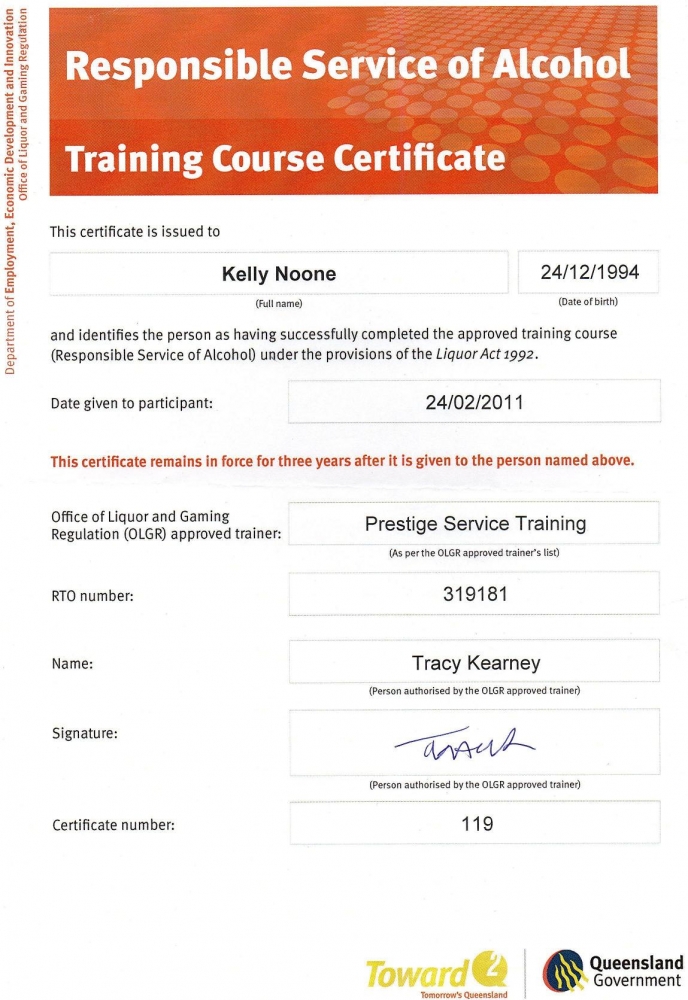 Department of Employment, Economic Development and Innovation
Office of Liquor and Gaming Regulation
Responsible Service of Alcohol
Training Course Certificate
This certificate is issued to
Kelly Noone
24/12/1994
(Full name)
(Date of birth)
and identifies the person as having successfully completed the approved training course
(Responsible Service of Alcohol) under the provisions of the Liquor Act 1992.
Date given to participant:
24/02/2011
This certificate remains in force for three years after it is given to the person named above.
Office of Liquor and Gaming
Regulation (OLGR) approved trainer:
Prestige Service Training
(As per the OLGR approved trainer's list)
RTO number:
319181
Name:
Tracy Kearney
(Person authorised by the OLGR approved trainer)
Signature:
(Person authorised by the OLGR approved trainer)
Certificate number:
119
Toward 2
Tomorrow's Queensland
Queensland
Government